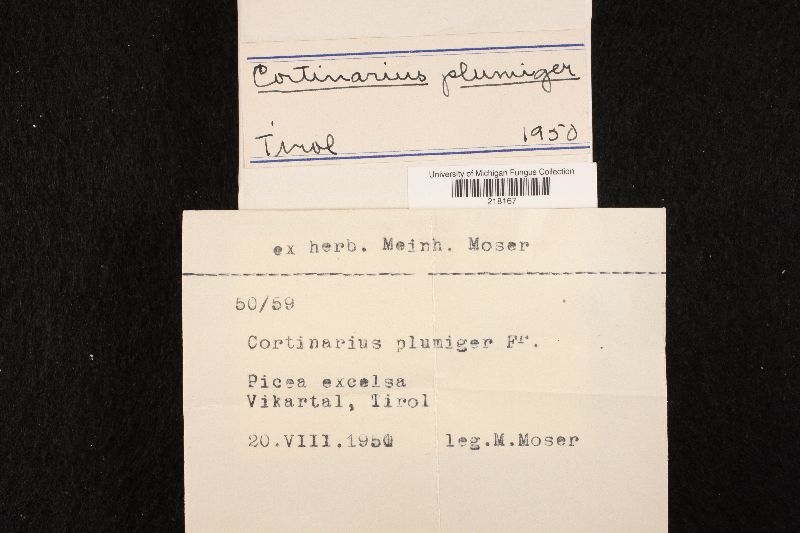 Cortinarius plumiger
Tirol 1950
University of Michigan Fungus Collection
218167
ex herb. Meinh. Moser
50/59
Cortinarius plumiger Fr.
Picea excelsa
Vikartal, Tirol
20.VIII.1950 leg.M.Moser